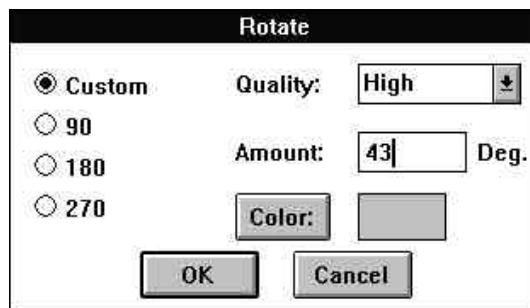 Rotate
Custom
Quality: High
90
Amount: 43 Deg.
180
270
Color:
OK Cancel